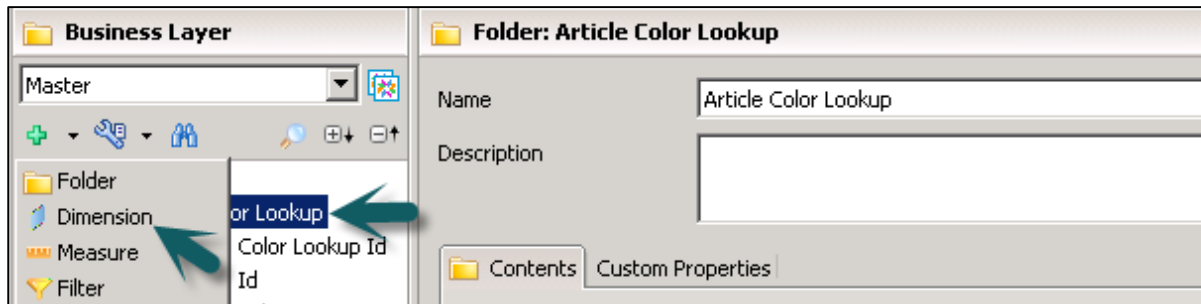 Business Layer
Master
Folder
Dimension
Measure
Filter
or Lookup
Color Lookup Id
Id
Folder: Article Color Lookup
Name
Article Color Lookup
Description
Contents
Custom Properties